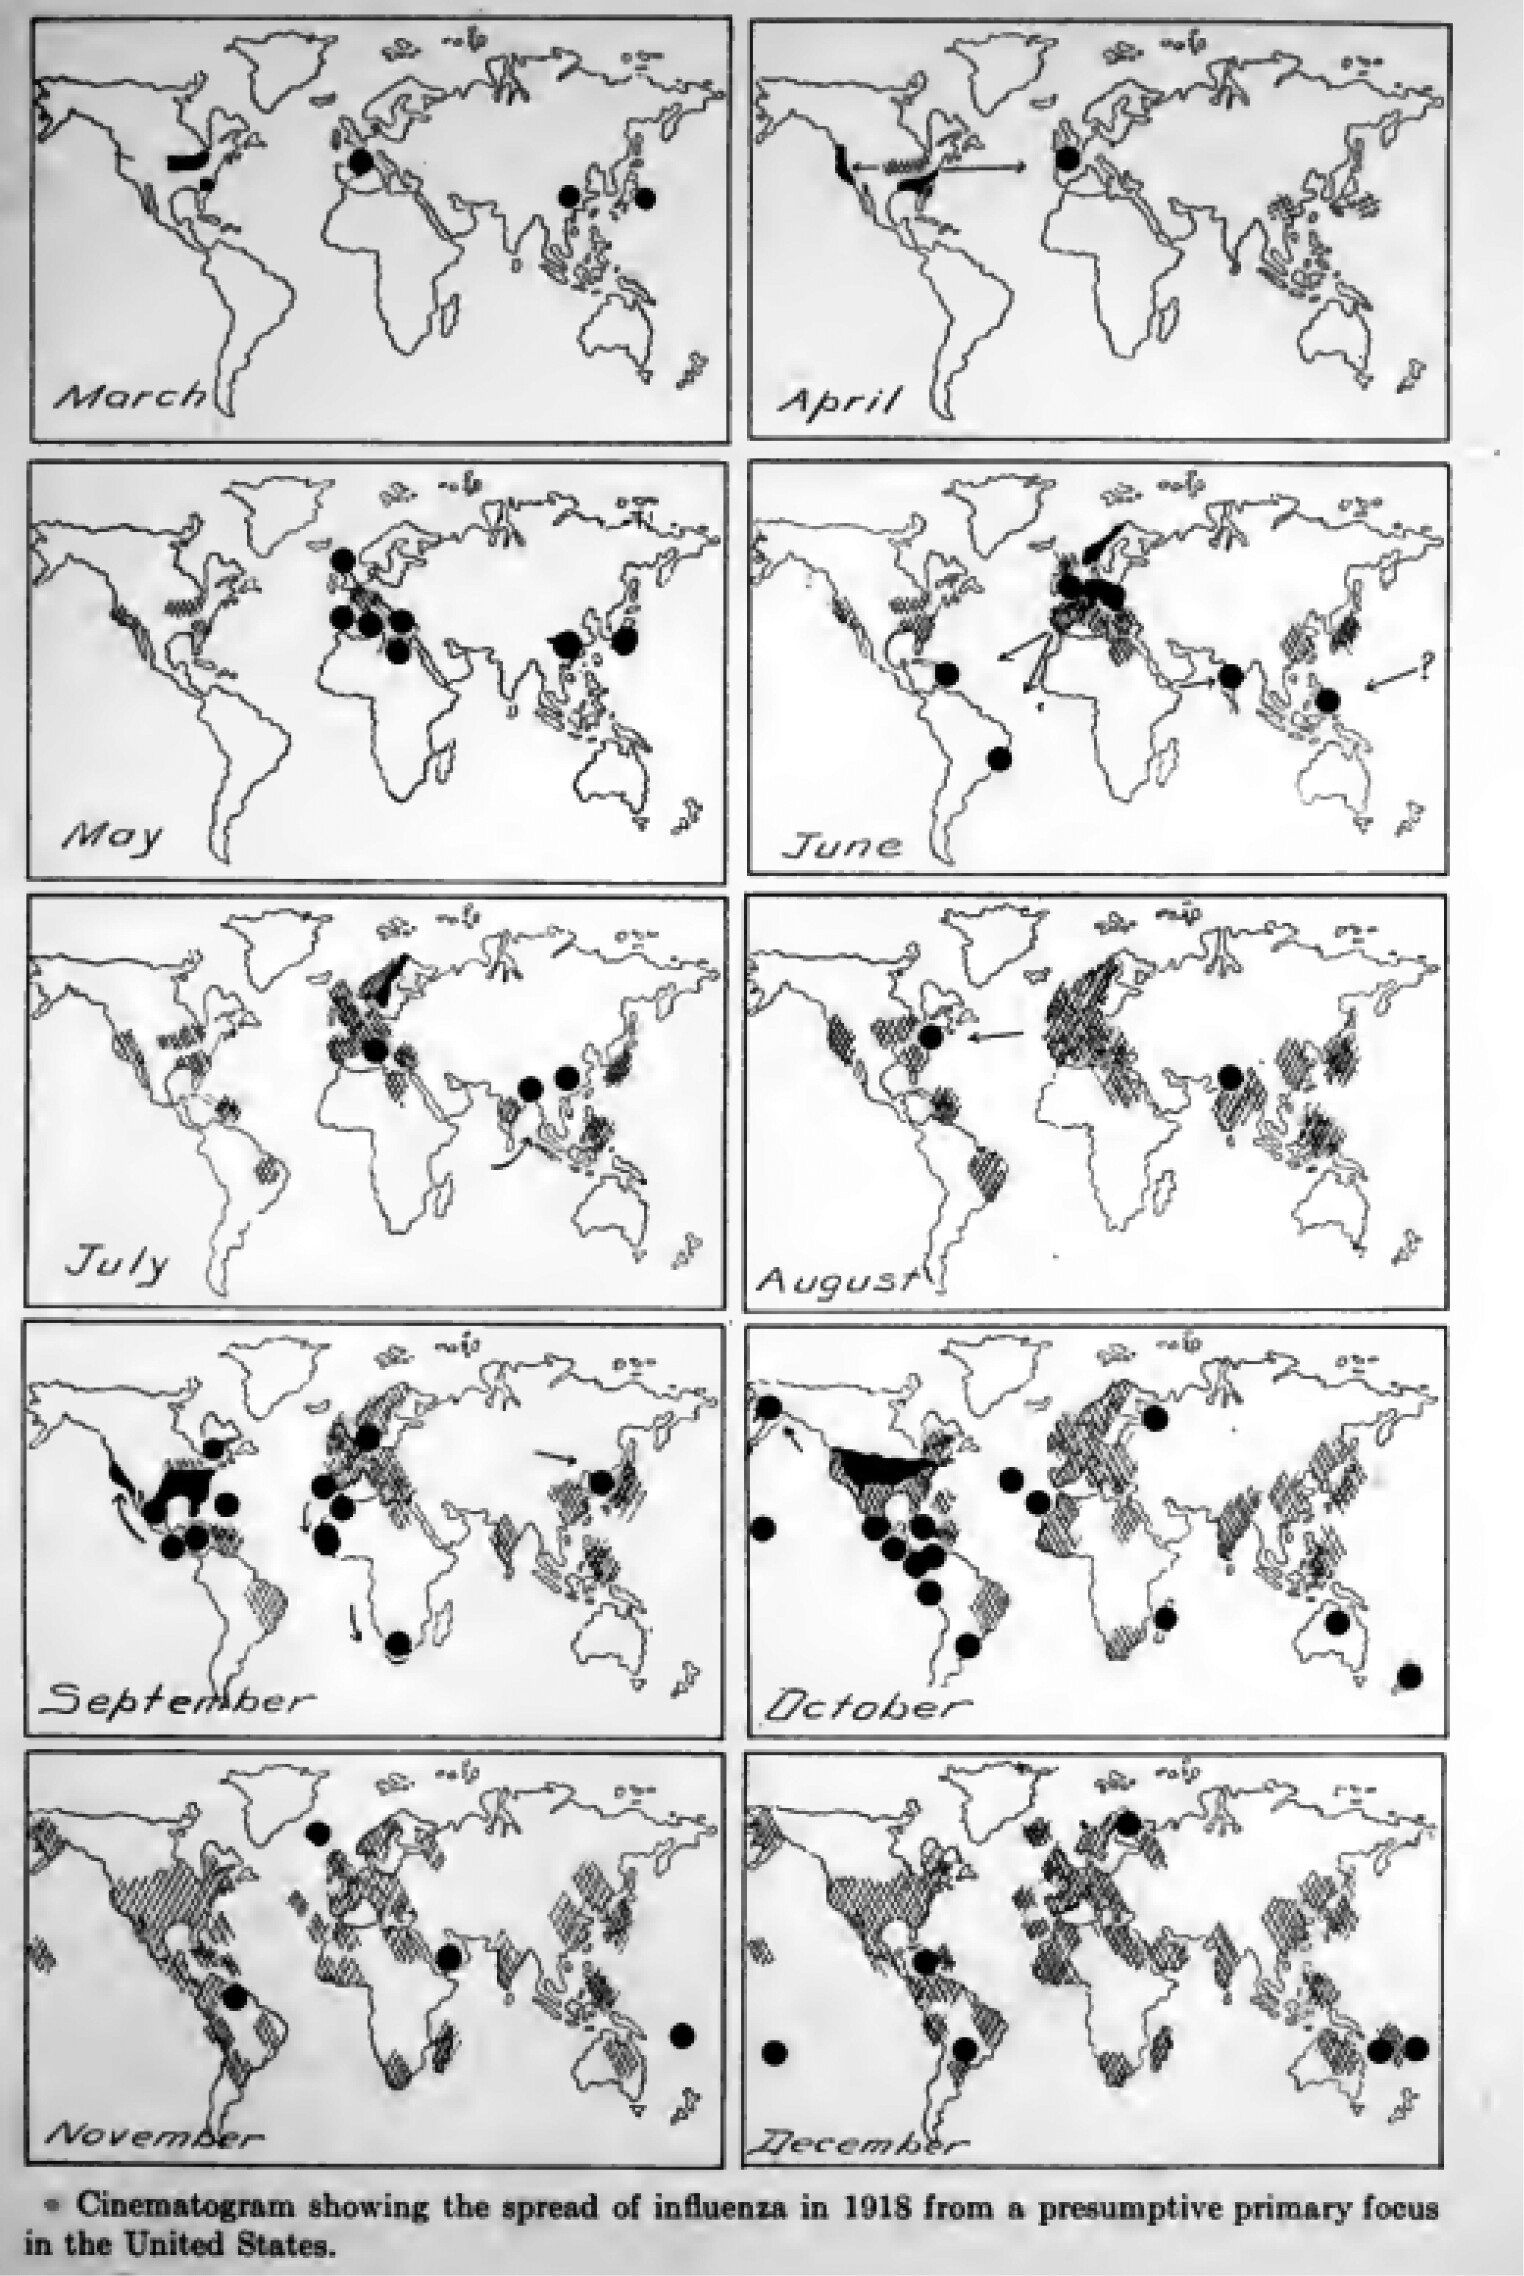 March
April
May
June
?
July
August
September
October
November
December
Cinematogram showing the spread of influenza in 1918 from a presumptive primary focus
in the United States.